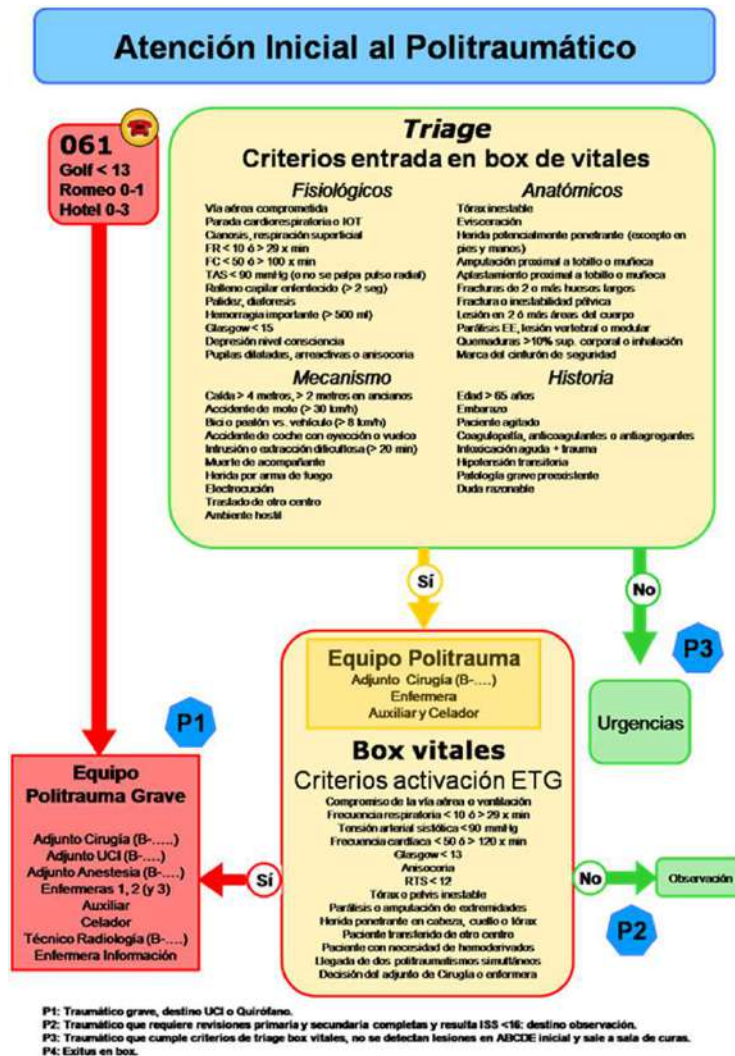 Atención Inicial al Politraumático
061
Golf < 13
Romeo 0-1
Hotel 0-3
Triage
Criterios entrada en box de vitales
Fisiológicos
Vía aérea comprometida
Parada cardiorespiratoria o IOT
Cianosis, respiración superficial
FR < 10 ó > 29 x min
FC < 50 ó > 100 x min
TAS < 90 mmHg (o no se palpa pulso radial)
Relleno capilar enlentecido (> 2 seg)
Palidez, diaforesis
Hemorragia importante (> 500 ml)
Glasgow < 15
Depresión nivel consciencia
Pupilas dilatadas, arreactivas o anisocoria
Anatómicos
Tórax inestable
Evisceración
Herida potencialmente penetrante (excepto en
pies y manos)
Amputación proximal a tobillo o muñeca
Aplastamiento proximal a tobillo o muñeca
Fracturas de 2 o más huesos largos
Fractura o inestabilidad pélvica
Lesión en 2 ó más áreas del cuerpo
Parálisis EE, lesión vertebral o medular
Quemaduras >10% sup. corporal o inhalación
Marca del cinturón de seguridad
Mecanismo
Caída > 4 metros, > 2 metros en ancianos
Accidente de moto (> 30 km/h)
Bici o peatón vs. vehículo (> 8 km/h)
Accidente de coche con eyección o vuelco
Intrusión o extracción dificultosa (> 20 min)
Muerte de acompañante
Herida por arma de fuego
Electrocución
Traslado de otro centro
Ambiente hostil
Historia
Edad > 65 años
Embarazo
Paciente agitado
Coagulopatía, anticoagulantes o antiagregantes
Intoxicación aguda + trauma
Hipotensión transitoria
Patología grave preexistente
Duda razonable
Sí
No
P3
Urgencias
Equipo Politrauma
Adjunto Cirugía (B-....)
Enfermera
Auxiliar y Celador
Box vitales
Criterios activación ETG
Compromiso de la vía aérea o ventilación
Frecuencia respiratoria < 10 ó > 29 x min
Tensión arterial sistólica < 90 mmHg
Frecuencia cardíaca < 50 ó > 120 x min
Glasgow < 13
Anisocoria
RTS < 12
Tórax o pelvis inestable
Parálisis o amputación de extremidades
Herida penetrante en cabeza, cuello o tórax
Paciente transferido de otro centro
Paciente con necesidad de hemoderivados
Llegada de dos politraumatismos simultáneos
Decisión del adjunto de Cirugía o enfermera
P1
Sí
Equipo
Politrauma Grave
Adjunto Cirugía (B-.....)
Adjunto UCI (B-....)
Adjunto Anestesia (B-....)
Enfermeras 1, 2 (y 3)
Auxiliar
Celador
Técnico Radiología (B-....)
Enfermera Información
No
Observación
P2
P1: Traumático grave, destino UCI o Quirófano.
P2: Traumático que requiere revisiones primaria y secundaria completas y resulta ISS <16: destino observación.
P3: Traumático que cumple criterios de triage box vitales, no se detectan lesiones en ABCDE inicial y sale a sala de curas.
P4: Exitus en box.